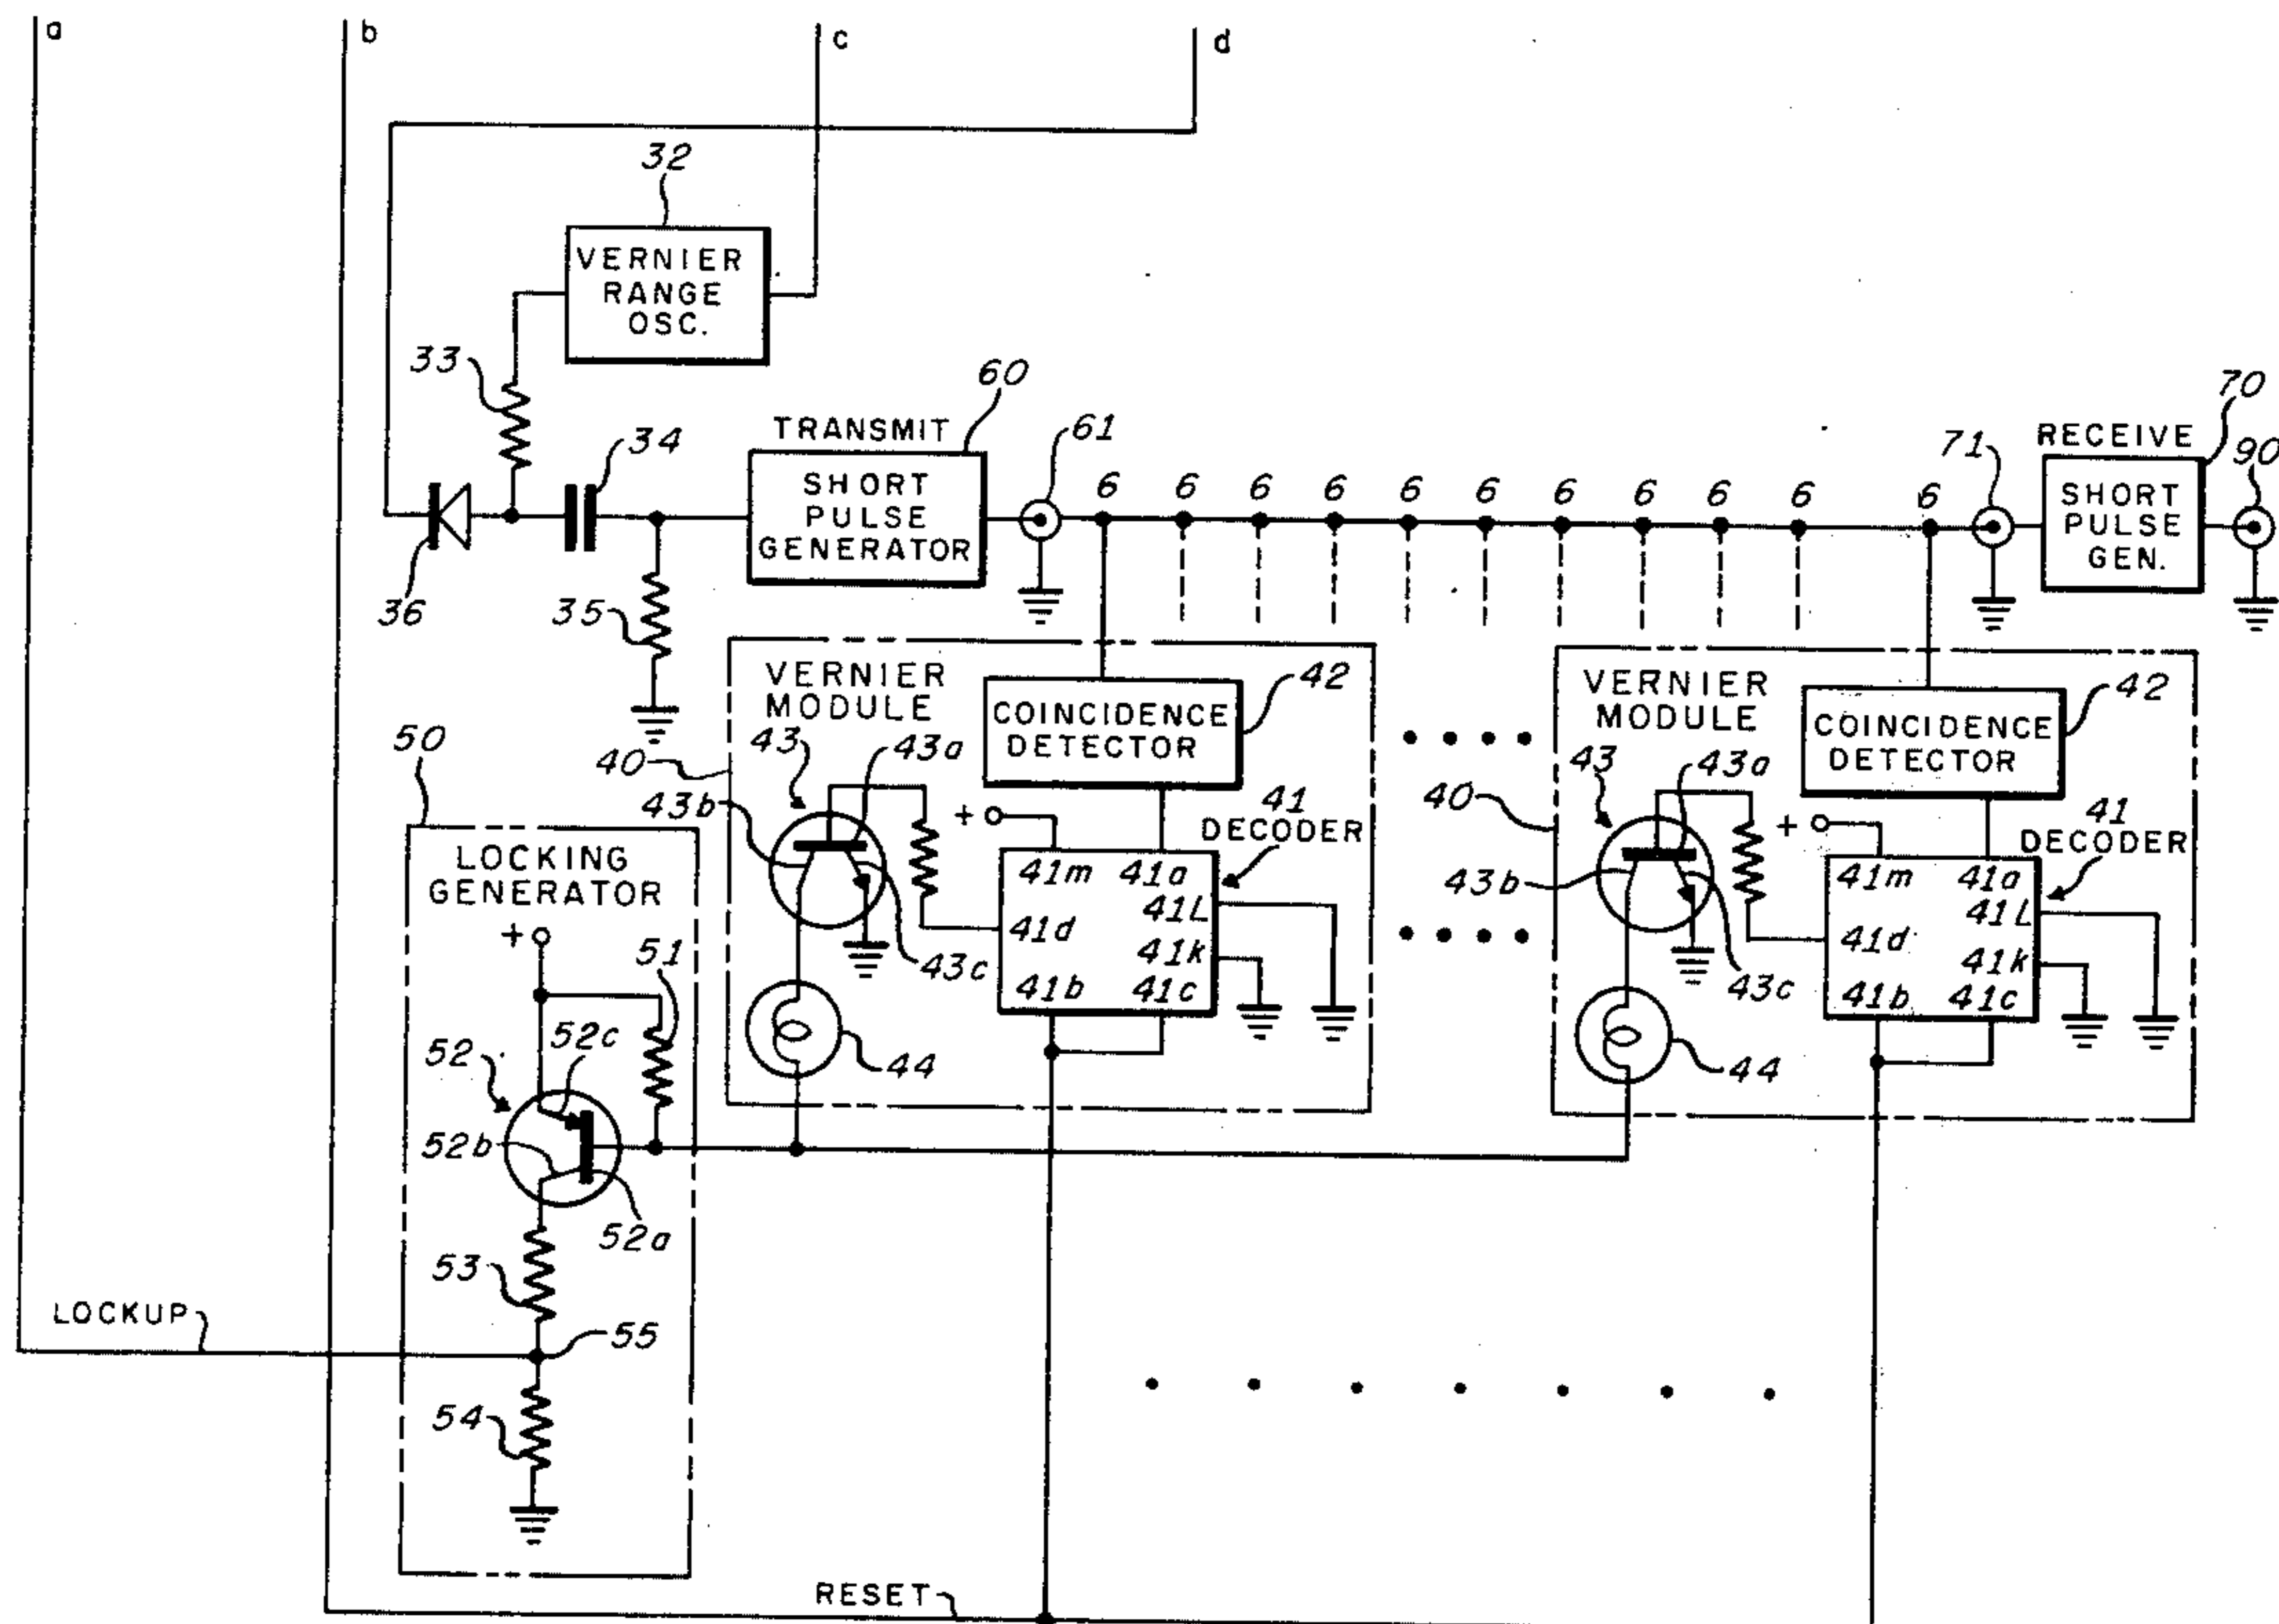 a
b
c
d
32
VERNIER
RANGE
OSC.
33
34
36
35
TRANSMIT
60
SHORT
PULSE
GENERATOR
61
6 6 6 6 6 6 6 6 6 6 6
71
RECEIVE
70
SHORT
PULSE
GEN.
90
50
LOCKING
GENERATOR
+
51
52
52c
52b
52a
53
55
54
LOCKUP
VERNIER
MODULE
40
43
43a
43b
43c
44
COINCIDENCE
DETECTOR
42
+
41
DECODER
41m 41a
41L
41d
41k
41b 41c
VERNIER
MODULE
40
43
43a
43b
43c
44
COINCIDENCE
DETECTOR
42
+
41
DECODER
41m 41a
41L
41d
41k
41b 41c
RESET